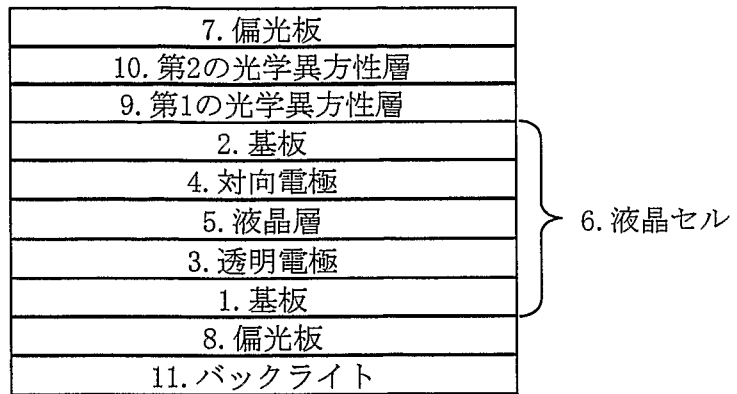 7. 偏光板
10. 第2の光学異方性層
9. 第1の光学異方性層
2. 基板
4. 対向電極
5. 液晶層
6. 液晶セル
3. 透明電極
1. 基板
8. 偏光板
11. バックライト